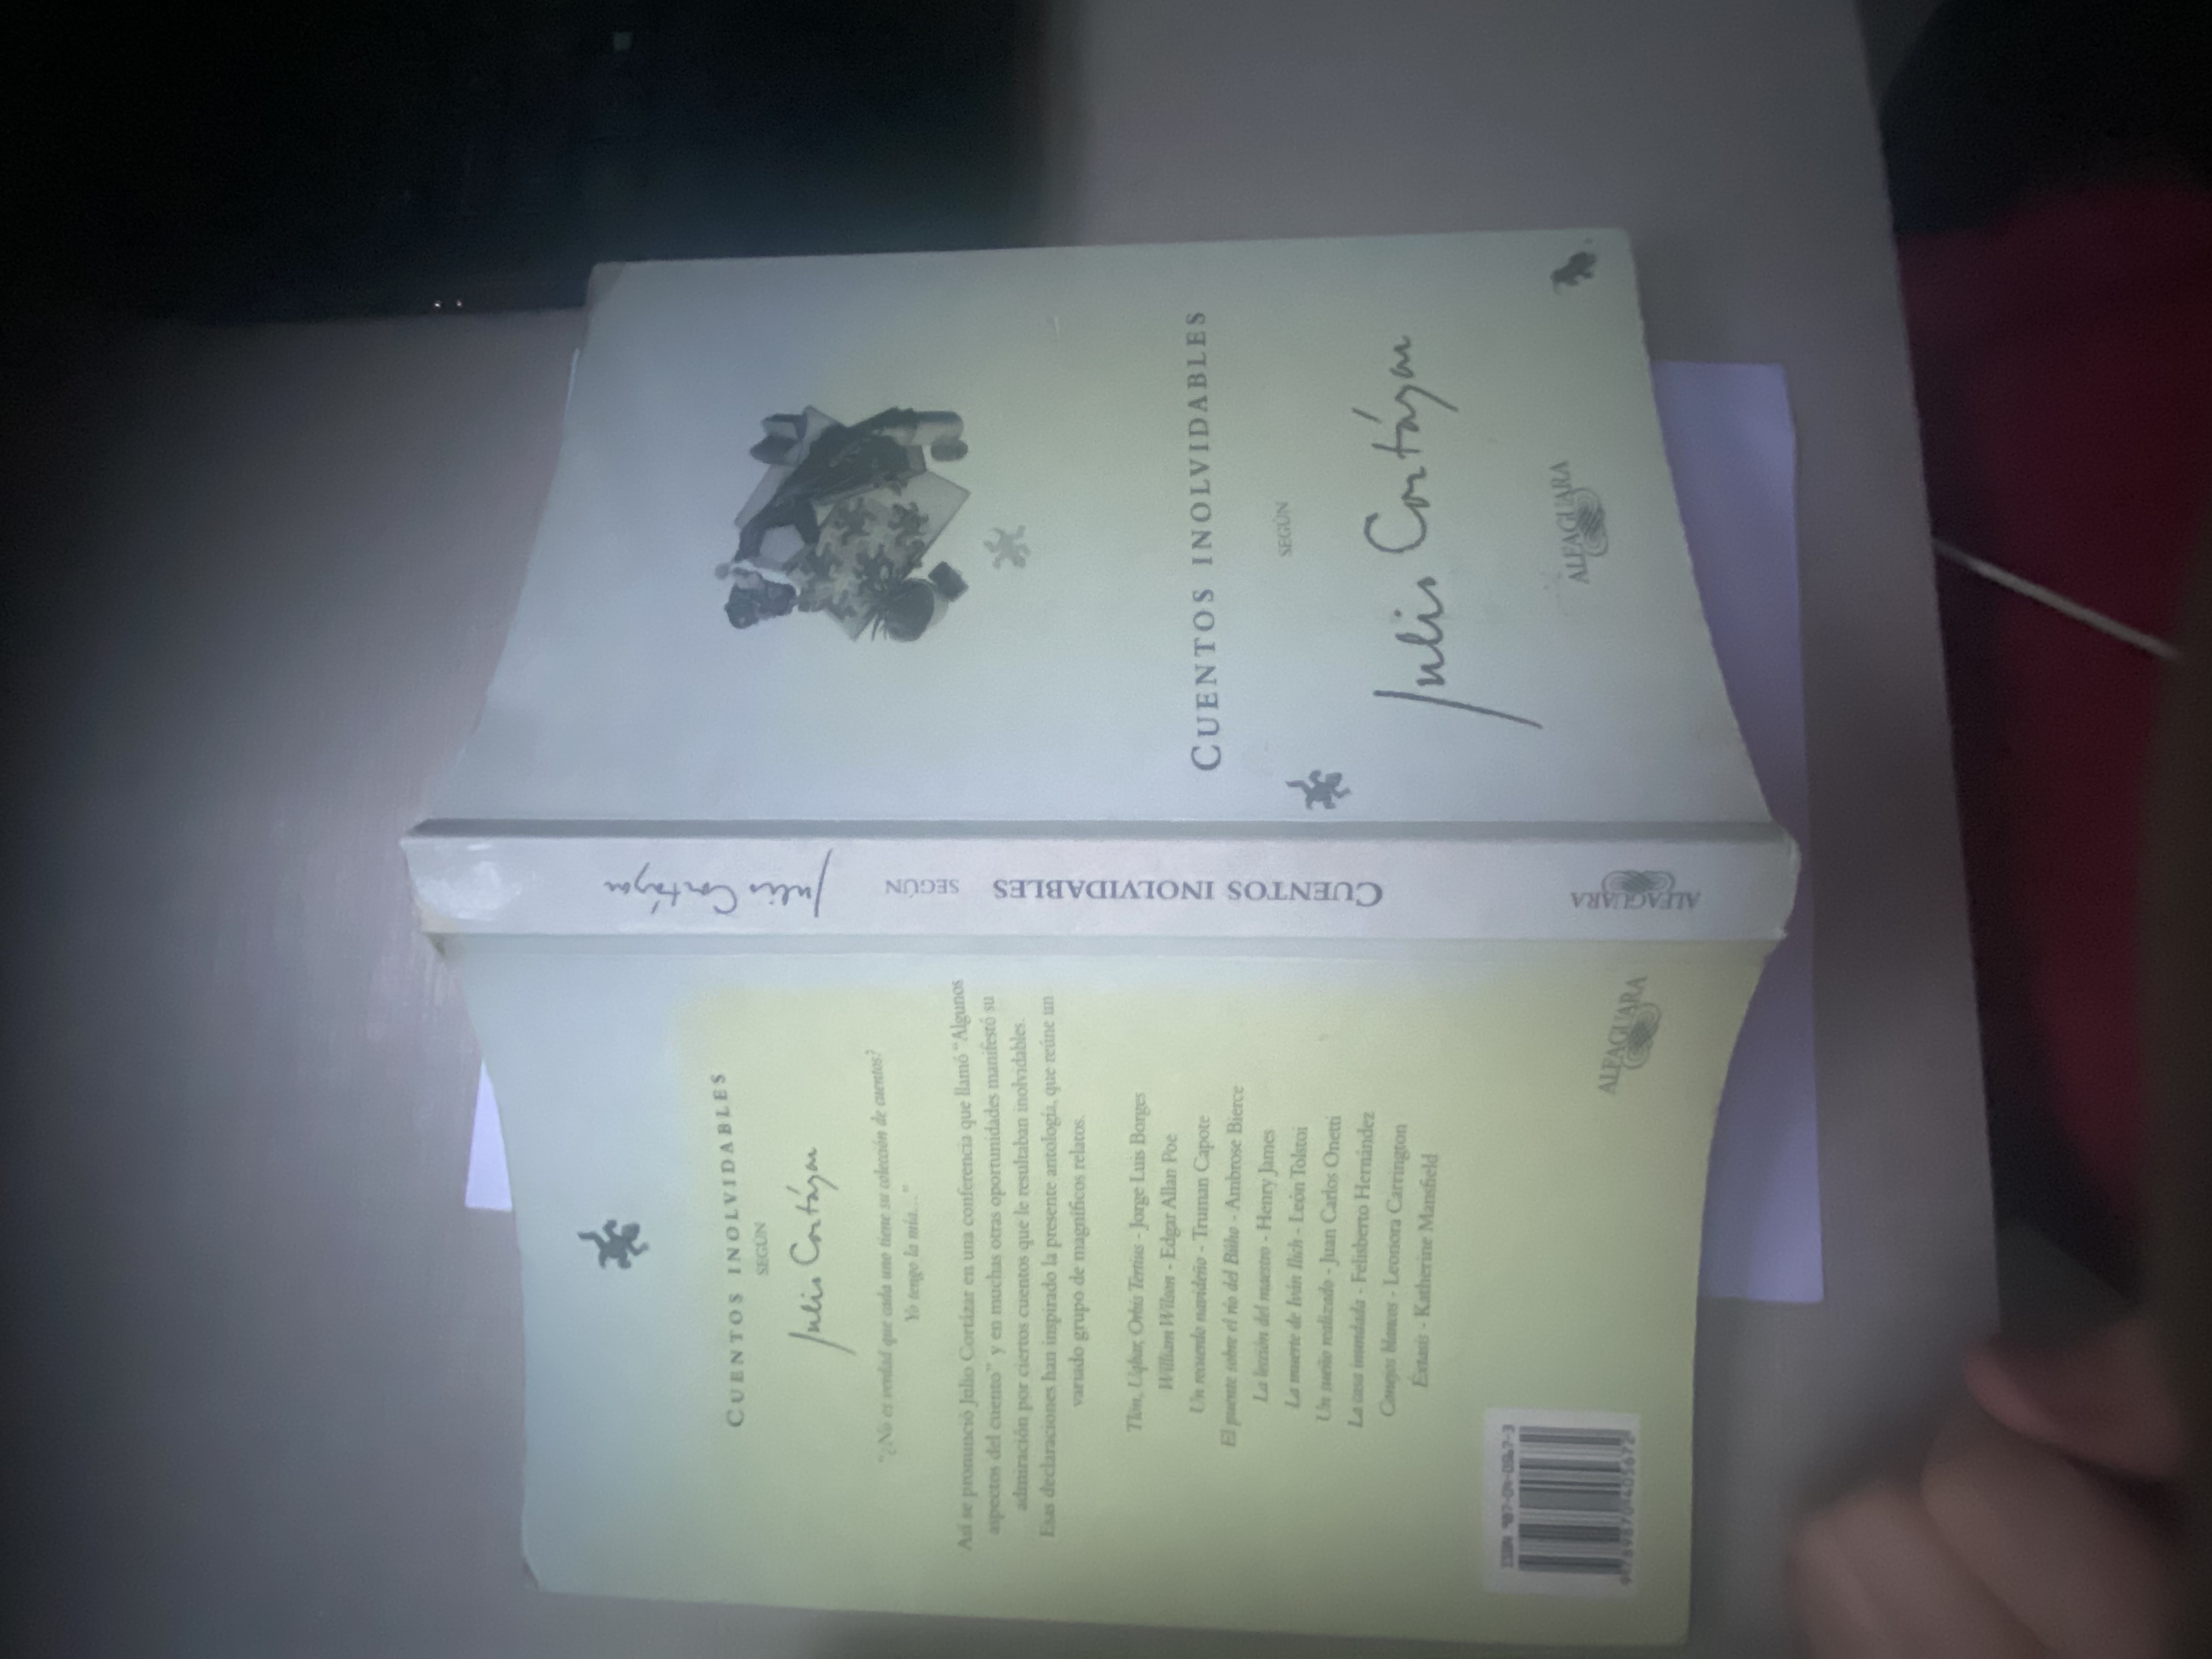 CUENTOS INOLVIDABLES
SEGÚN
Julio Cortázar
"¿No es verdad que cada uno tiene su colección de cuentos?
Yo tengo la mía..."
Así se pronunció Julio Cortázar en una conferencia que llamó "Algunos
aspectos del cuento" y en muchas otras oportunidades manifestó su
admiración por ciertos cuentos que le resultaban inolvidables.
Esas declaraciones han inspirado la presente antología, que reúne un
variado grupo de magníficos relatos.
Tlön, Uqbar, Orbis Tertius - Jorge Luis Borges
William Wilson - Edgar Allan Poe
Un recuerdo navideño - Truman Capote
El puente sobre el río del Búho - Ambrose Bierce
La lección del maestro - Henry James
La muerte de Iván Ilich - León Tolstoi
Un sueño realizado - Juan Carlos Onetti
La casa inundada - Felisberto Hernández
Conejos blancos - Leonora Carrington
Éxtasis - Katherine Mansfield
ISBN 987-04-0567-3
9 789870 405672
ALFAGUARA
CUENTOS INOLVIDABLES SEGÚN Julio Cortázar
ALFAGUARA
CUENTOS INOLVIDABLES
SEGÚN
Julio Cortázar
ALFAGUARA